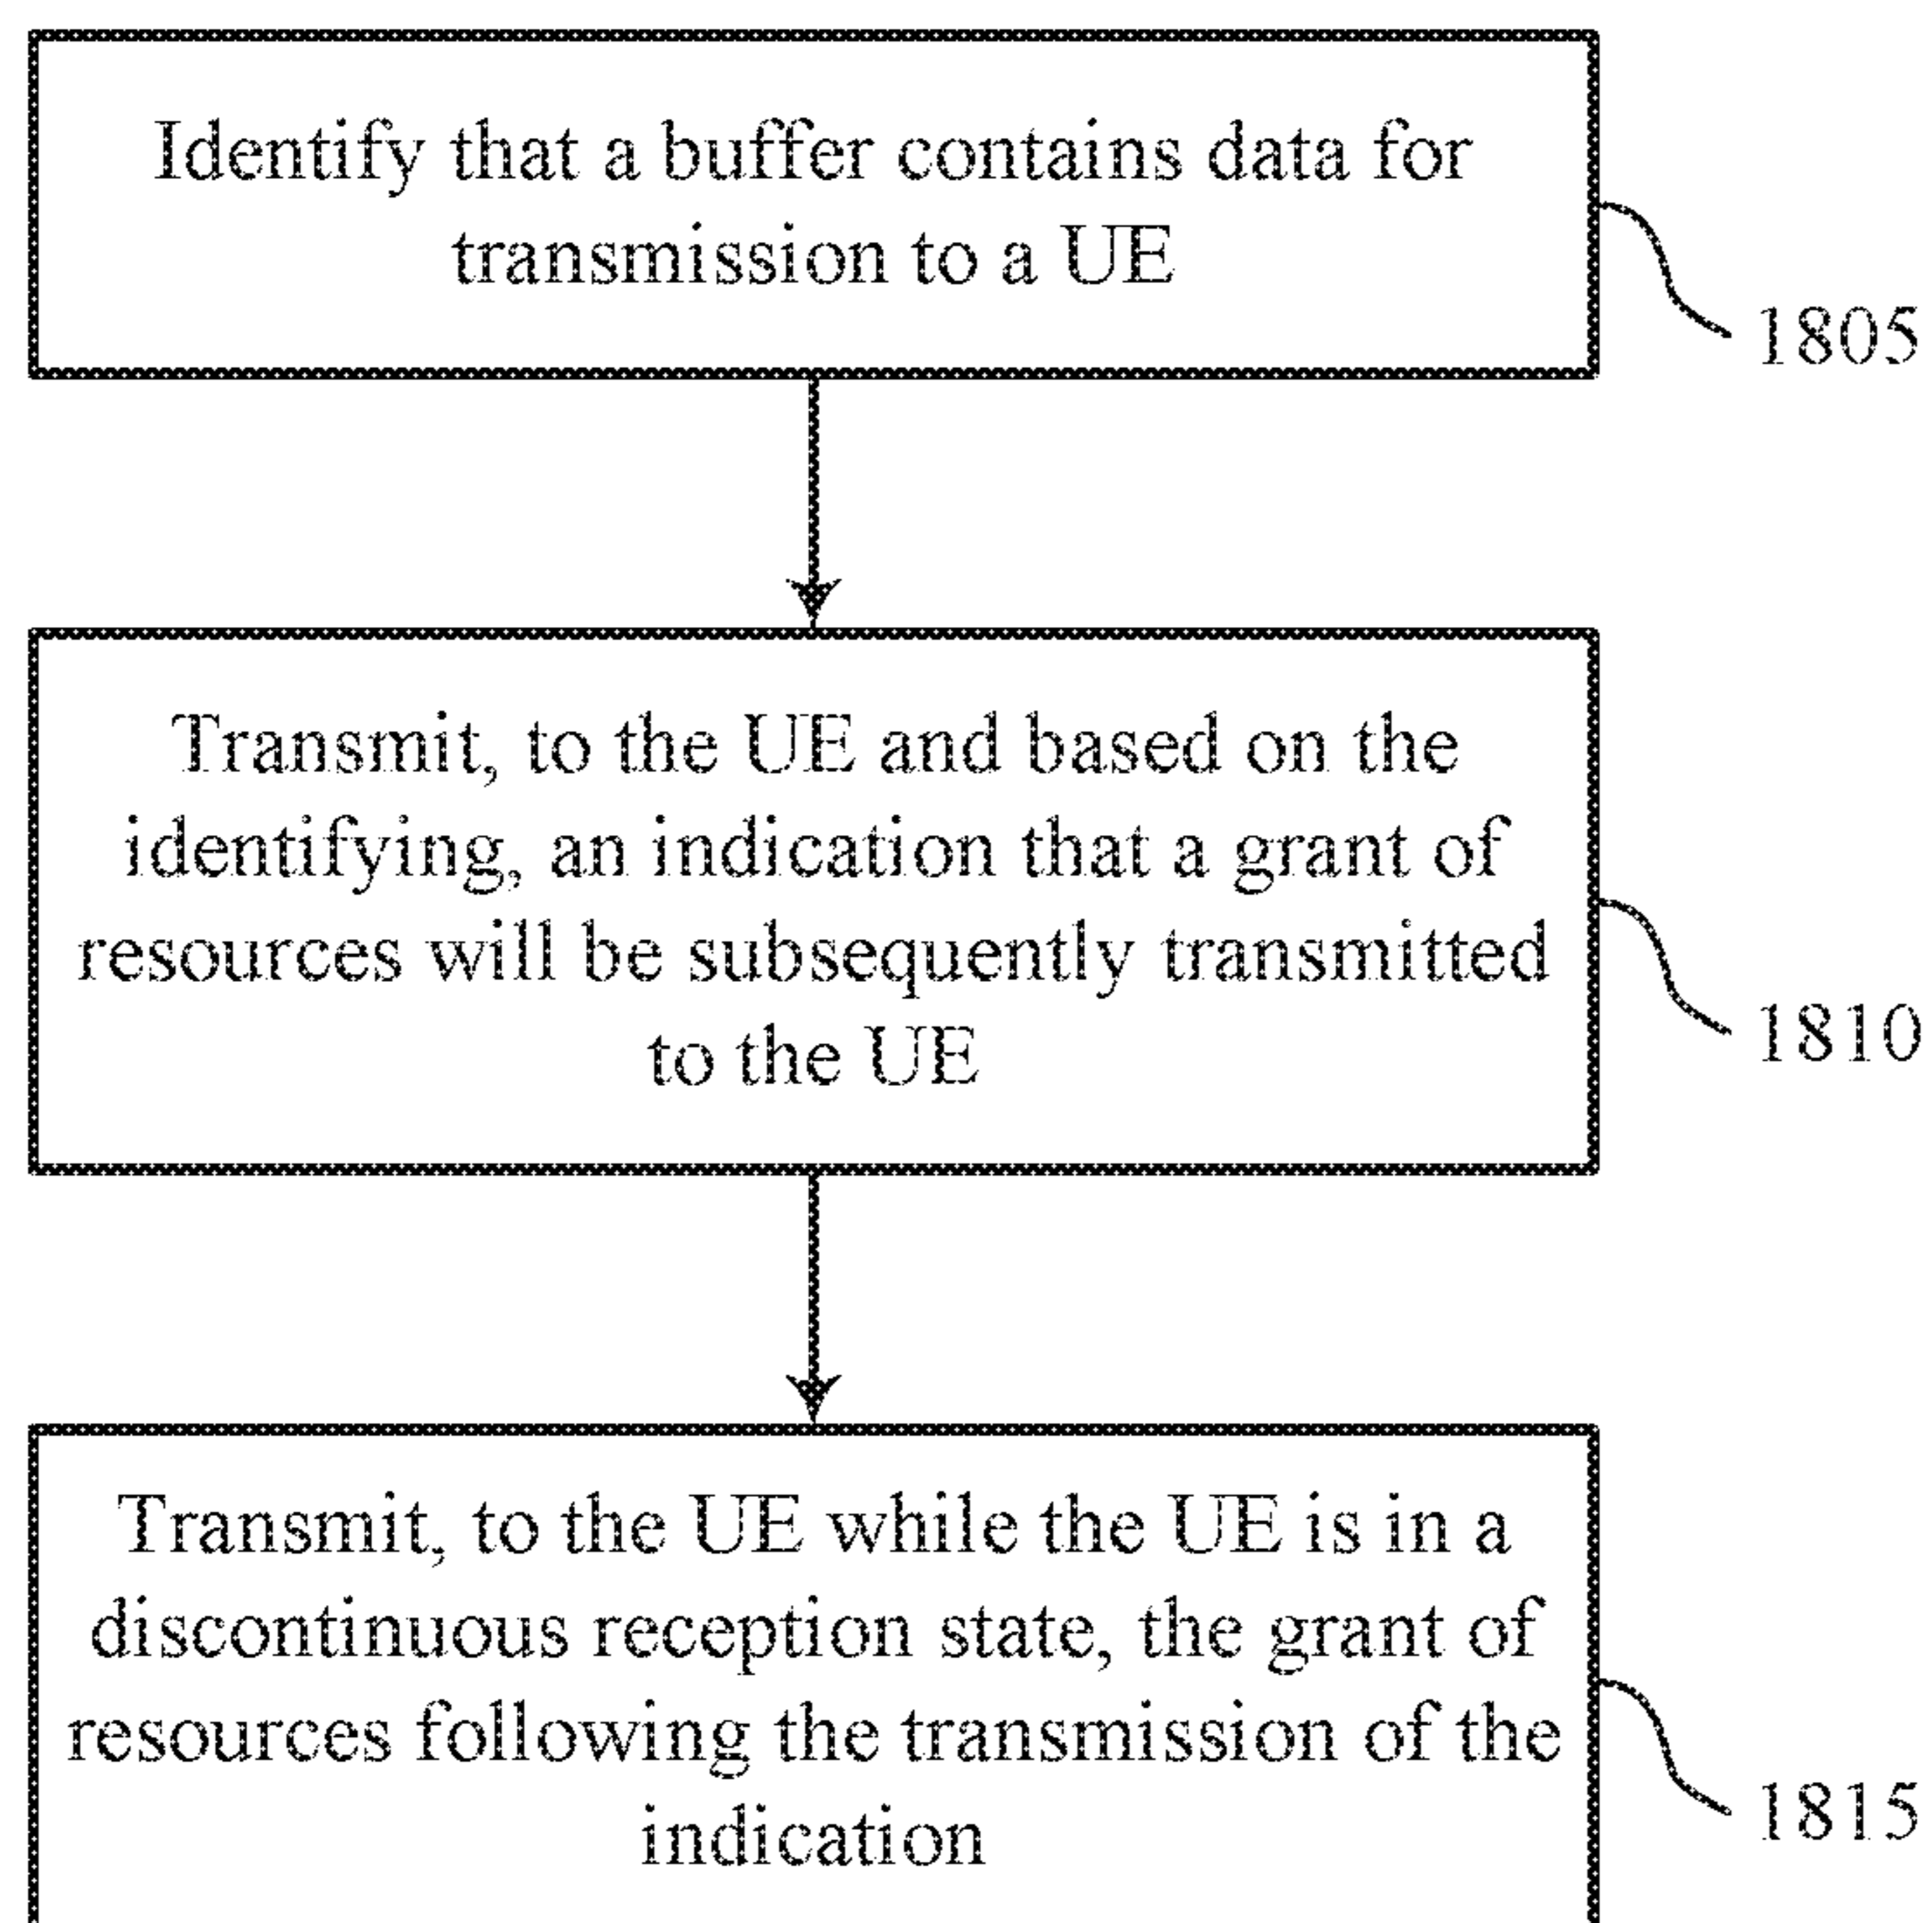 Identify that a buffer contains data for
transmission to a UE
1805
Transmit, to the UE and based on the
identifying, an indication that a grant of
resources will be subsequently transmitted
to the UE
1810
Transmit, to the UE while the UE is in a
discontinuous reception state, the grant of
resources following the transmission of the
indication
1815